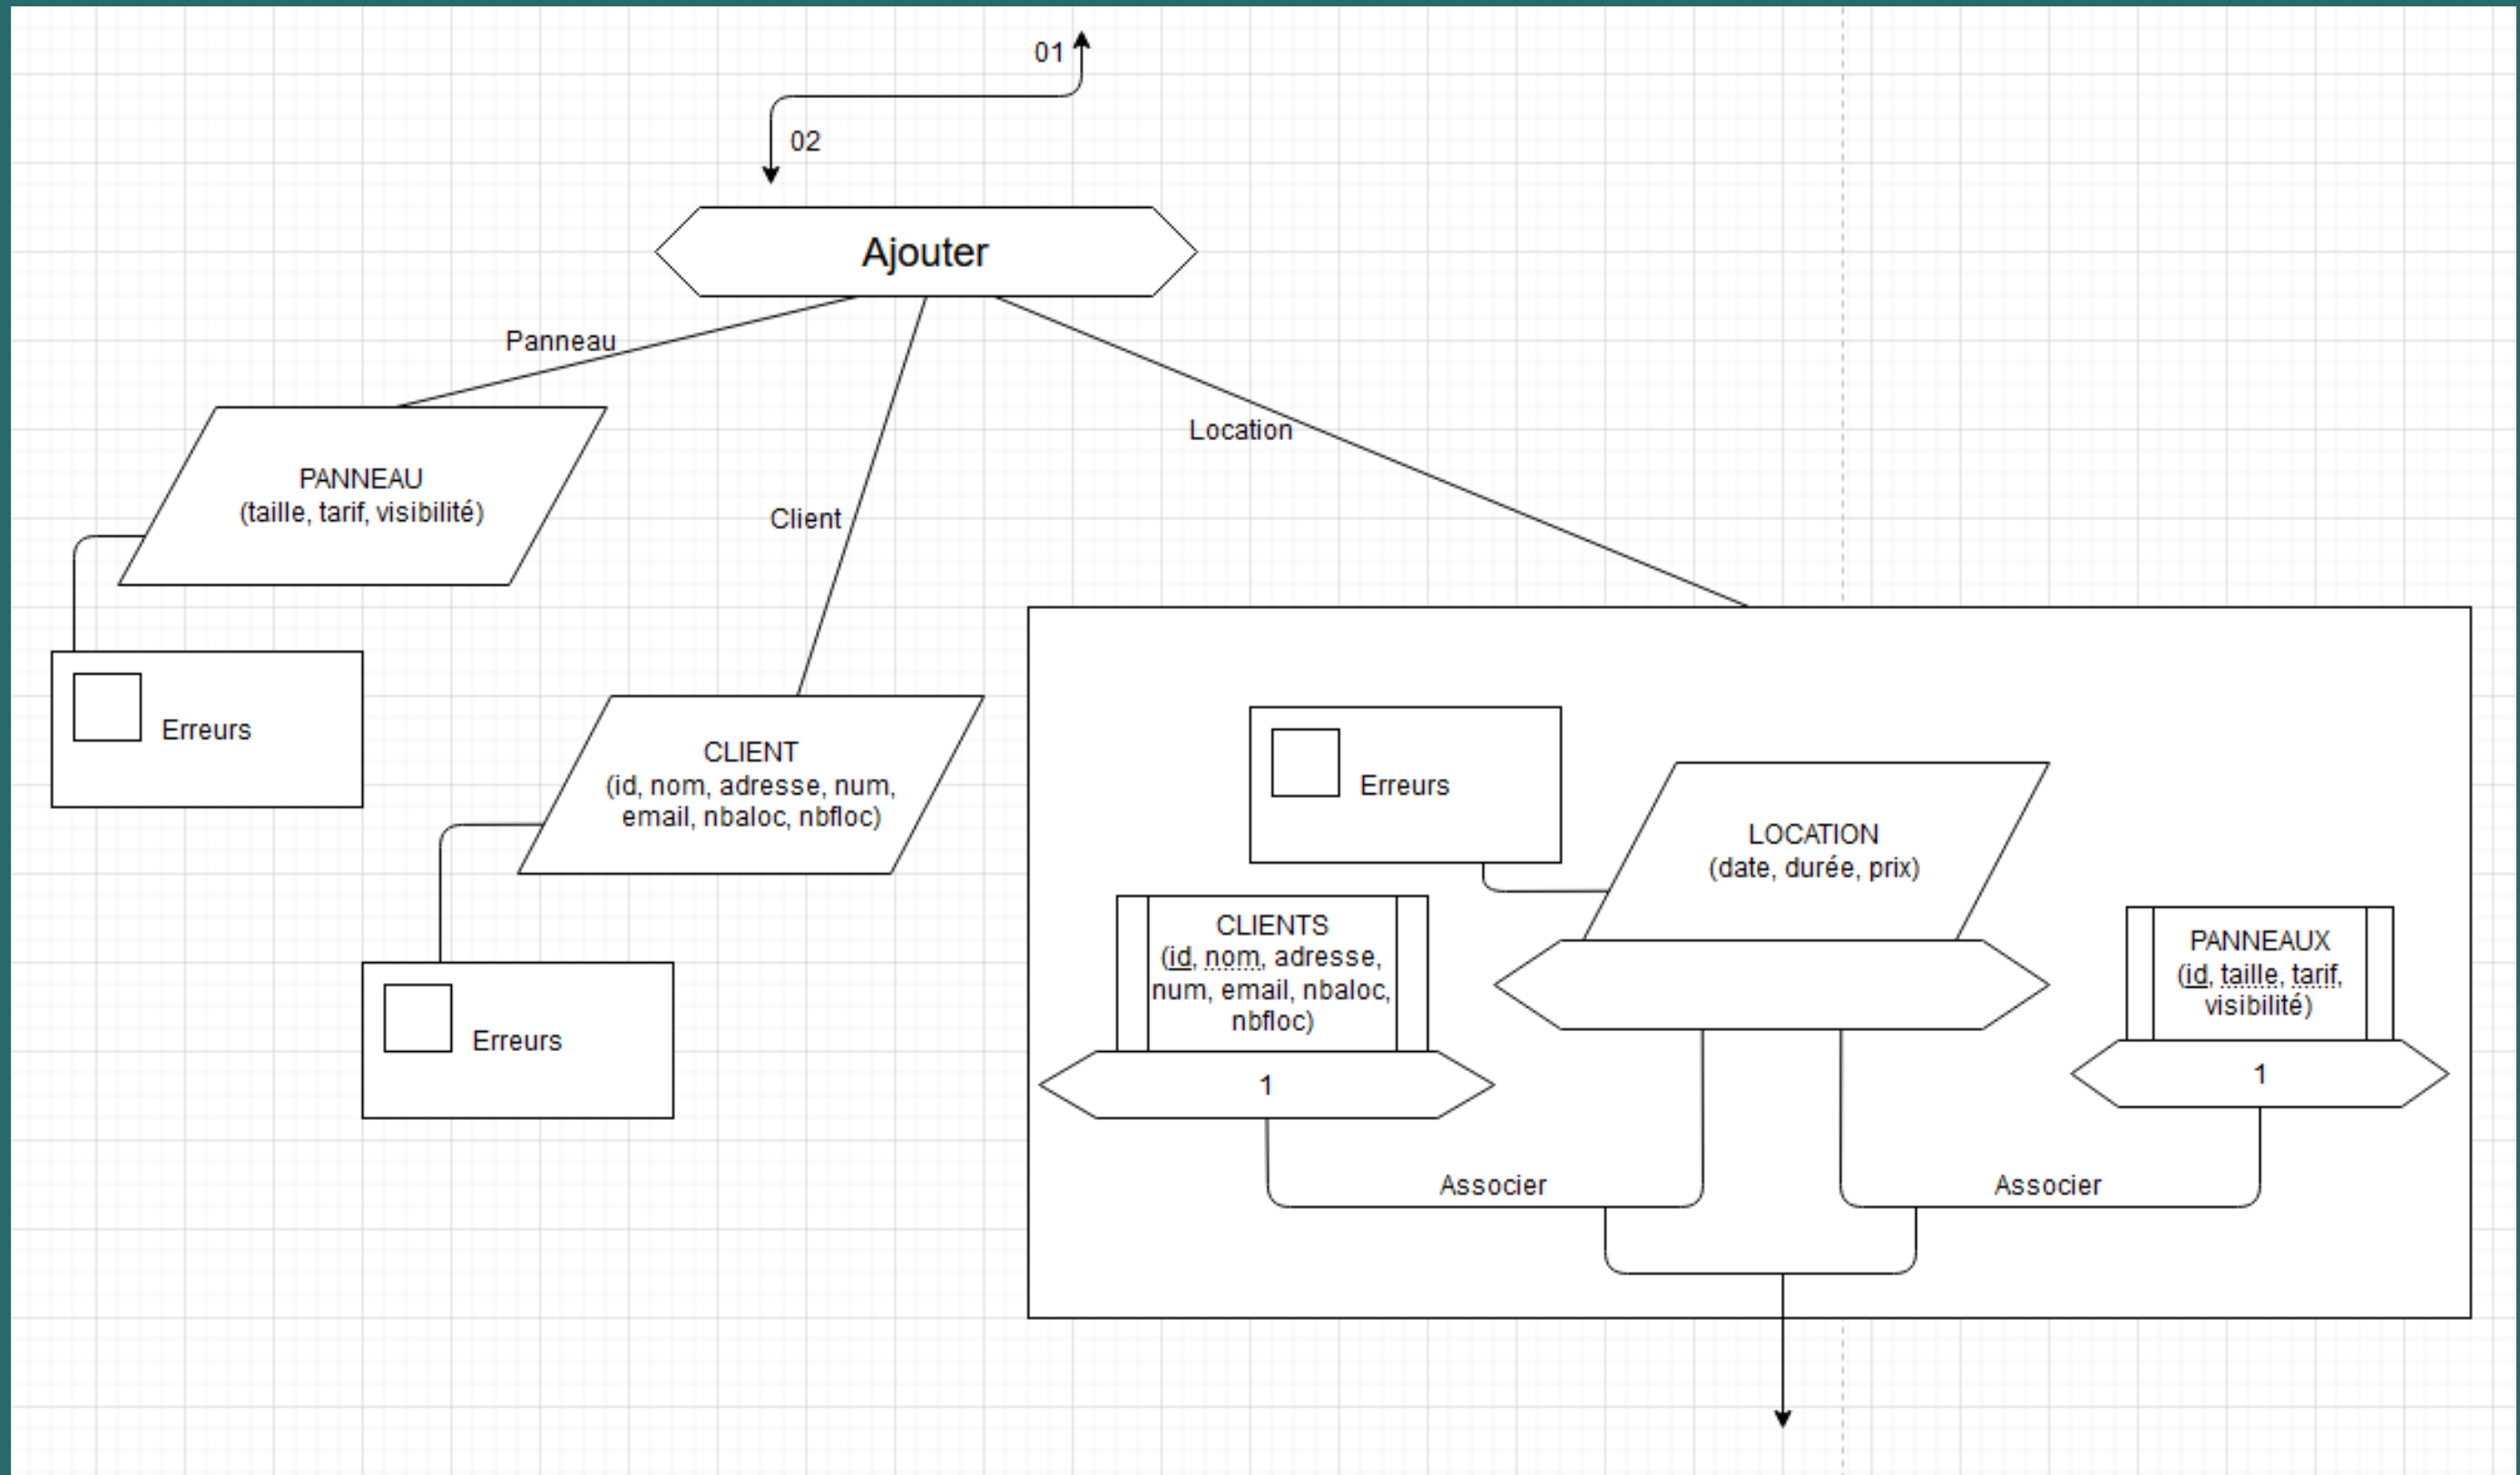 01
02
Ajouter
Panneau
Client
Location
PANNEAU
(taille, tarif, visibilité)
Erreurs
CLIENT
(id, nom, adresse, num,
email, nbaloc, nbfloc)
Erreurs
Erreurs
LOCATION
(date, durée, prix)
CLIENTS
(id, nom, adresse,
num, email, nbaloc,
nbfloc)
1
PANNEAUX
(id, taille, tarif,
visibilité)
1
Associer
Associer